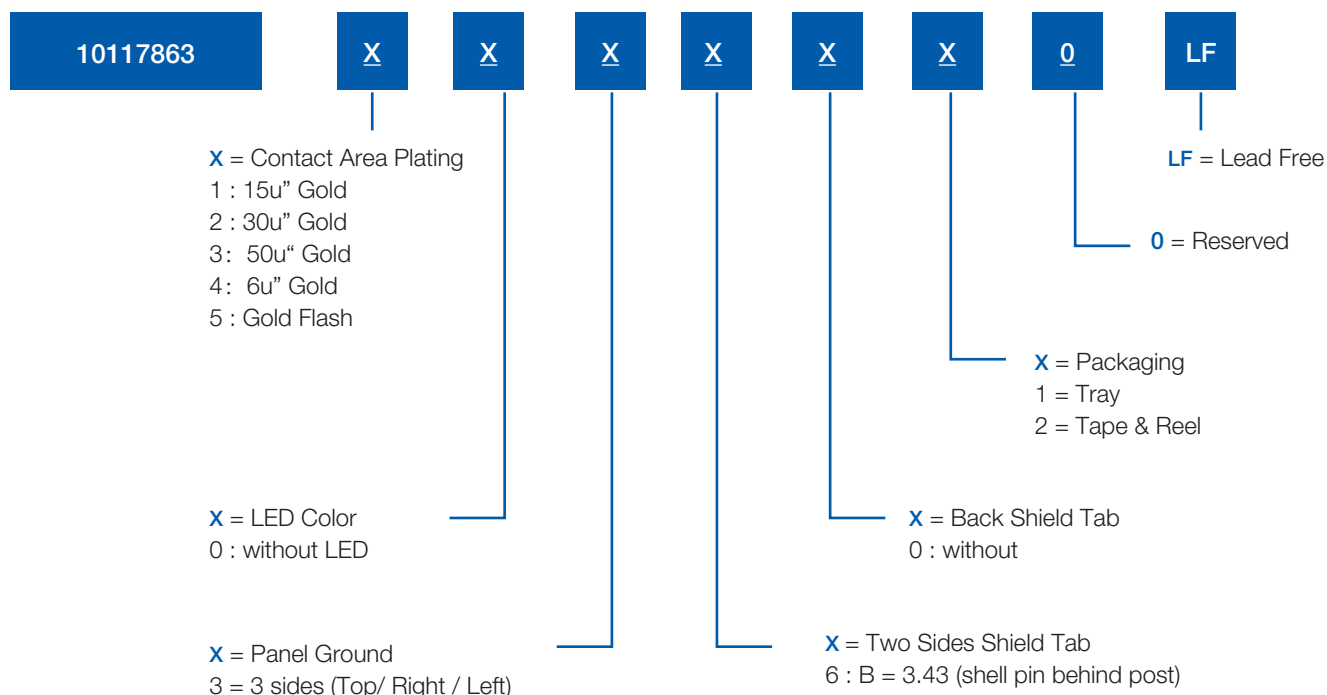 10117863 X X X X X X 0 LF
X = Contact Area Plating
1 : 15u” Gold
2 : 30u” Gold
3： 50u“ Gold
4： 6u” Gold
5 : Gold Flash
LF = Lead Free
0 = Reserved
X = Packaging
1 = Tray
2 = Tape & Reel
X = LED Color
0 : without LED
X = Back Shield Tab
0 : without
X = Panel Ground
3 = 3 sides (Top/ Right / Left)
X = Two Sides Shield Tab
6 : B = 3.43 (shell pin behind post)